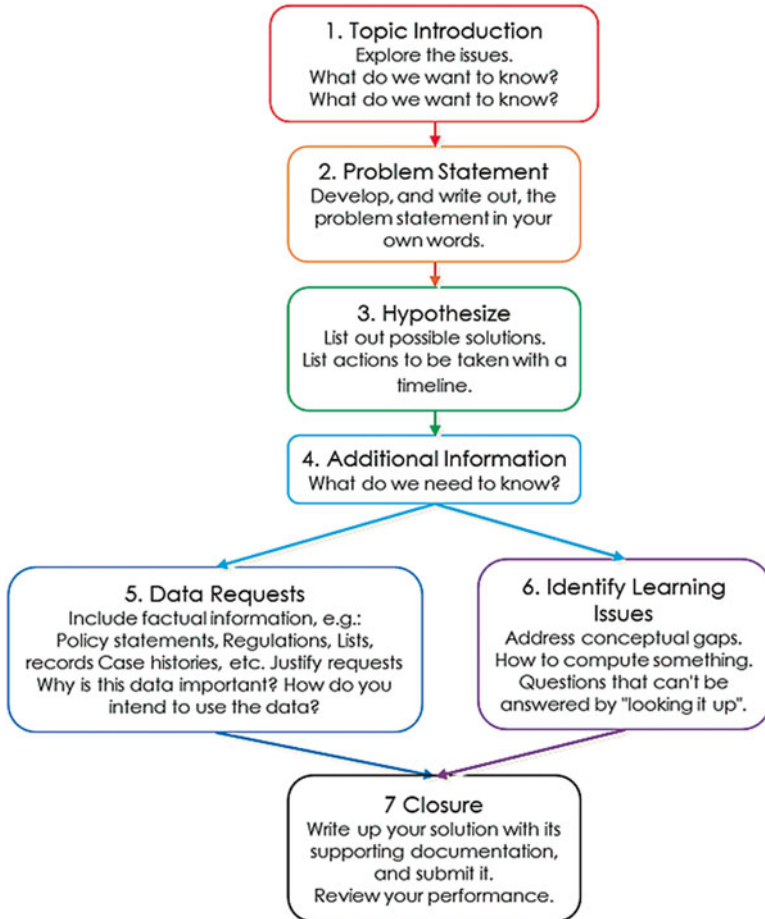 1. Topic Introduction
Explore the issues.
What do we want to know?
What do we want to know?
2. Problem Statement
Develop, and write out, the
problem statement in your
own words.
3. Hypothesize
List out possible solutions.
List actions to be taken with a
timeline.
4. Additional Information
What do we need to know?
5. Data Requests
Include factual information, e.g.:
Policy statements, Regulations, Lists,
records Case histories, etc. Justify requests
Why is this data important? How do you
intend to use the data?
6. Identify Learning
Issues
Address conceptual gaps.
How to compute something.
Questions that can't be
answered by "looking it up".
7 Closure
Write up your solution with its
supporting documentation,
and submit it.
Review your performance.